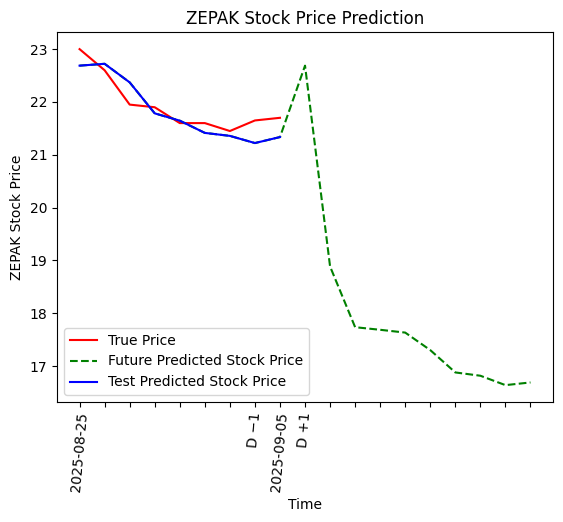 ZEPAK Stock Price Prediction
ZEPAK Stock Price
23
22
21
20
19
18
17
True Price
Future Predicted Stock Price
Test Predicted Stock Price
2025-08-25
D −1
2025-09-05
D +1
Time